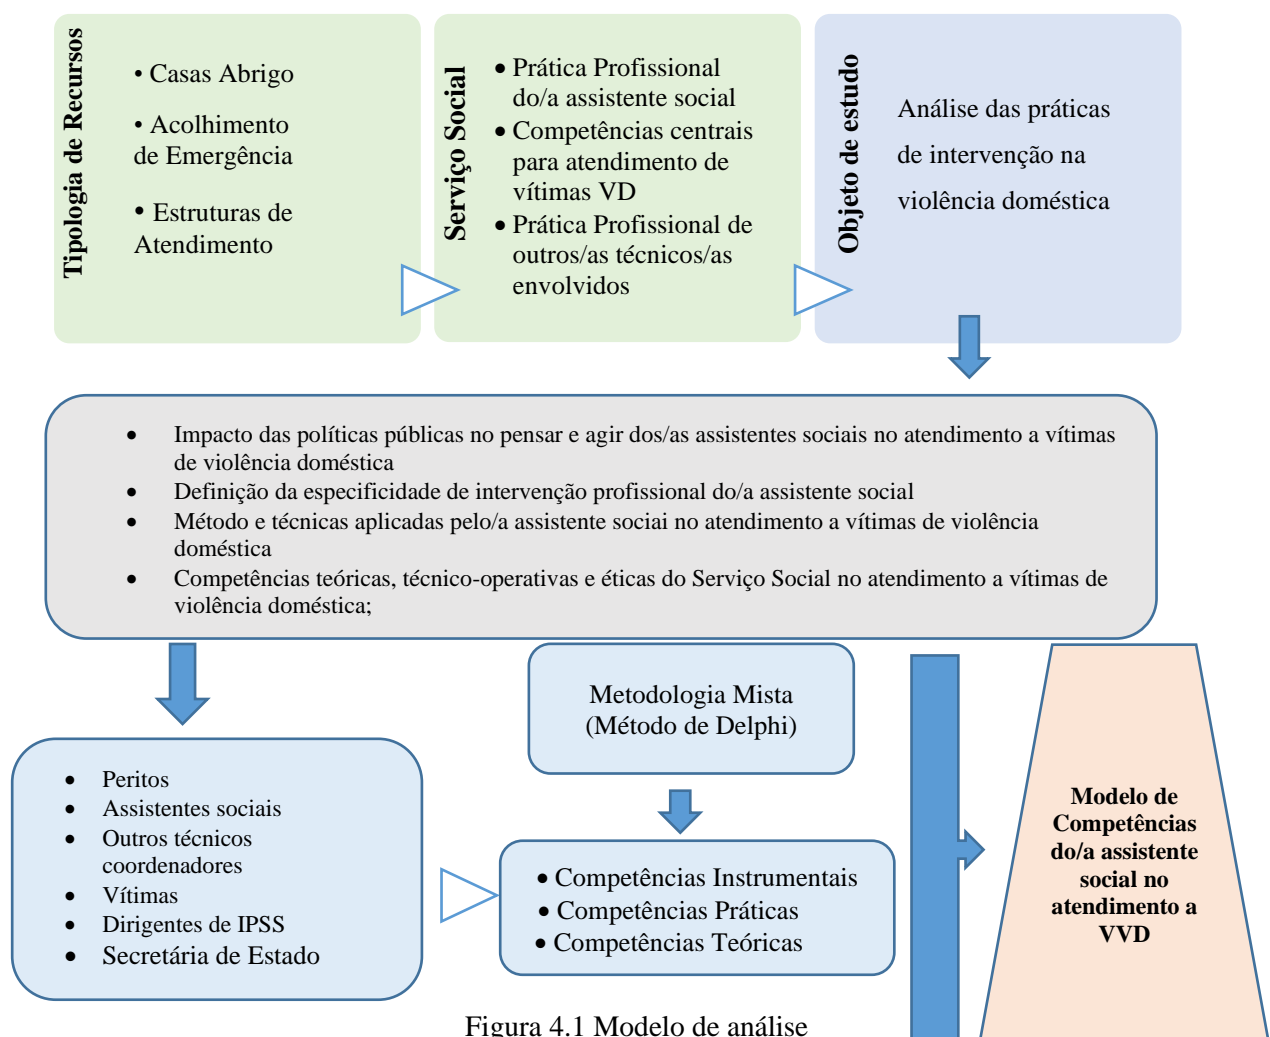 Tipologia de Recursos
• Casas Abrigo
• Acolhimento
de Emergência
• Estruturas de
Atendimento
Serviço Social
• Prática Profissional
do/a assistente social
• Competências centrais
para atendimento de
vítimas VD
• Prática Profissional de
outros/as técnicos/as
envolvidos
Objeto de estudo
Análise das práticas
de intervenção na
violência doméstica
• Impacto das políticas públicas no pensar e agir dos/as assistentes sociais no atendimento a vítimas
de violência doméstica
• Definição da especificidade de intervenção profissional do/a assistente social
• Método e técnicas aplicadas pelo/a assistente sociai no atendimento a vítimas de violência
doméstica
• Competências teóricas, técnico-operativas e éticas do Serviço Social no atendimento a vítimas de
violência doméstica;
Metodologia Mista
(Método de Delphi)
• Peritos
• Assistentes sociais
• Outros técnicos
coordenadores
• Vítimas
• Dirigentes de IPSS
• Secretária de Estado
• Competências Instrumentais
• Competências Práticas
• Competências Teóricas
Modelo de
Competências
do/a assistente
social no
atendimento a
VVD
Figura 4.1 Modelo de análise